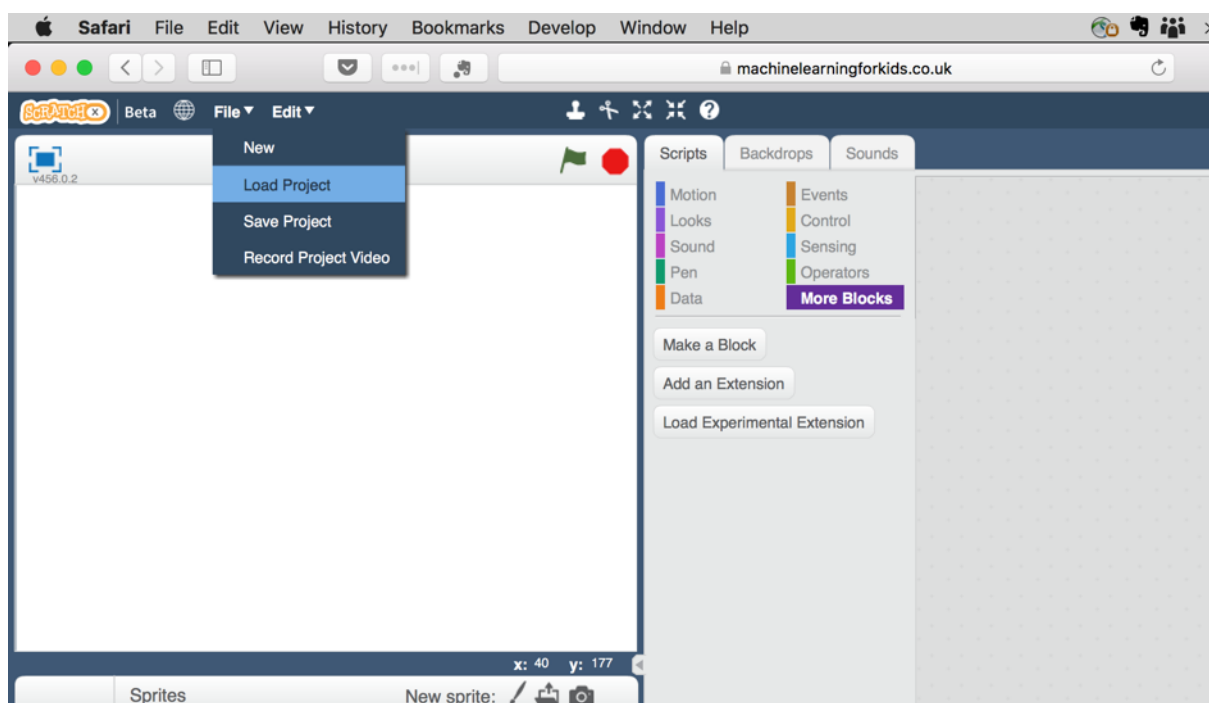 Safari File Edit View History Bookmarks Develop Window Help
machinelearningforkids.co.uk
SCRATCH X Beta File Edit
New
Load Project
Save Project
Record Project Video
v456.0.2
Scripts Backdrops Sounds
Motion Events
Looks Control
Sound Sensing
Pen Operators
Data More Blocks
Make a Block
Add an Extension
Load Experimental Extension
x: 40 y: 177
Sprites New sprite: